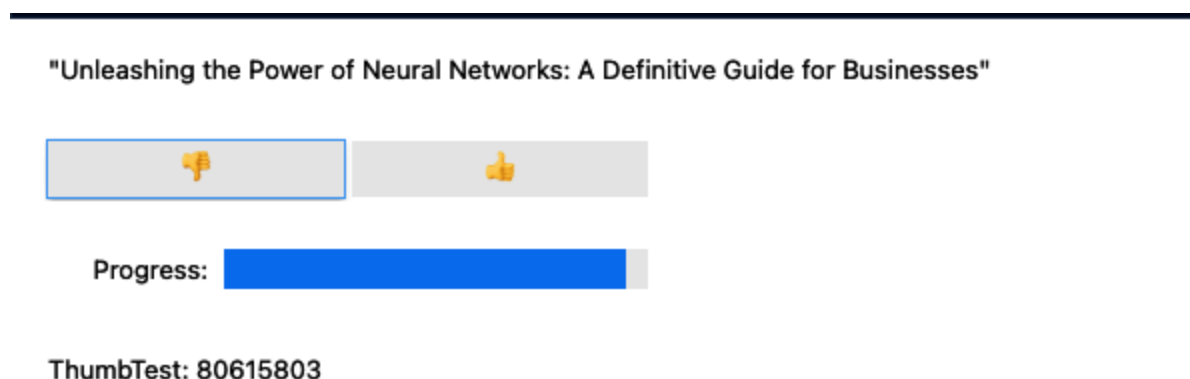 "Unleashing the Power of Neural Networks: A Definitive Guide for Businesses"
👎 👍
Progress:
ThumbTest: 80615803